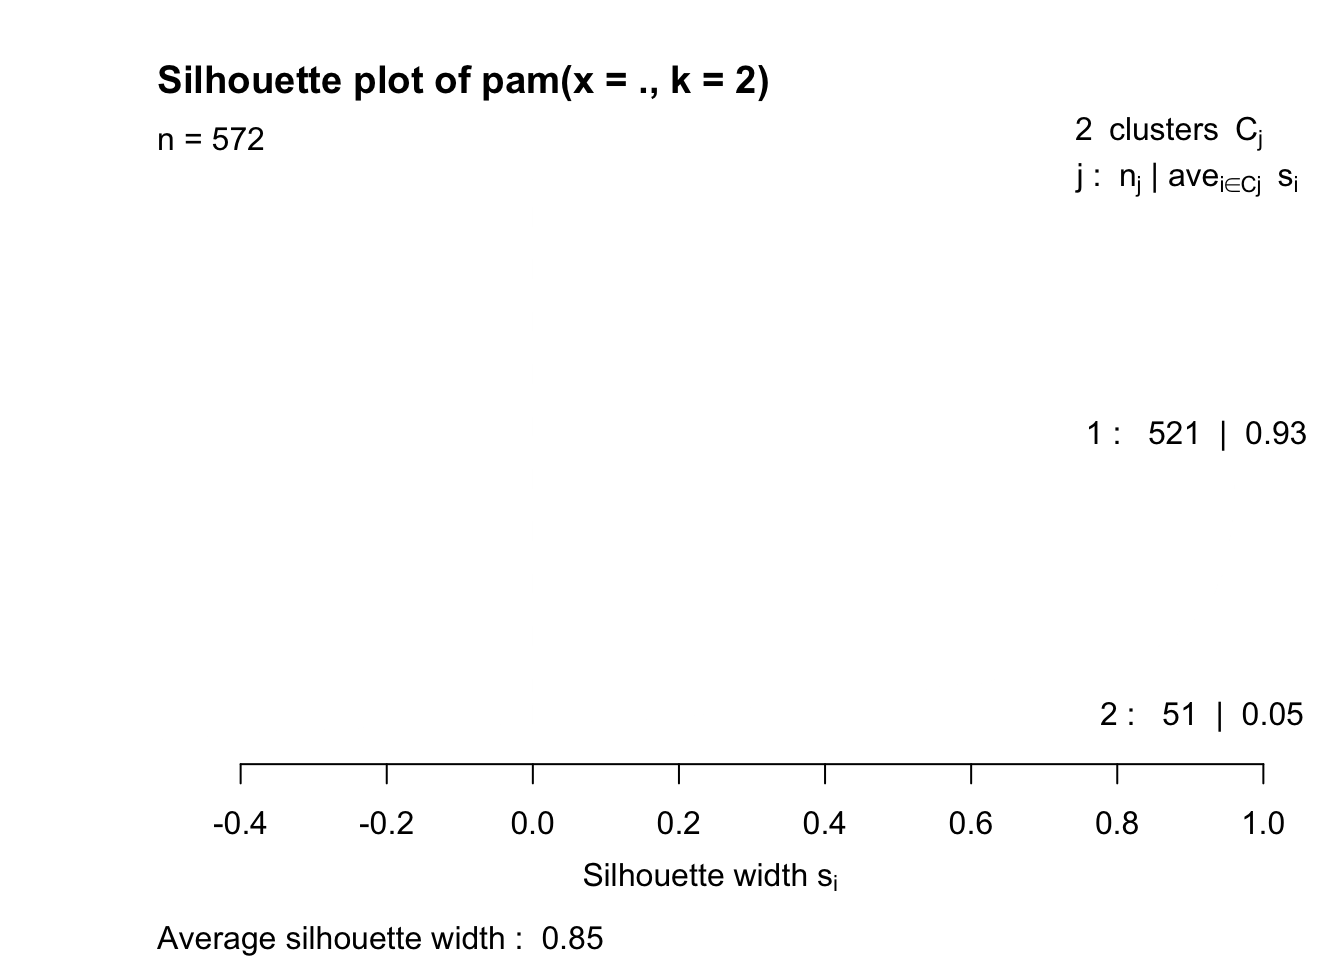 Silhouette plot of pam(x = ., k = 2)
n = 572
2 clusters Cj
j : nj | avei∈Cj si
1 : 521 | 0.93
2 : 51 | 0.05
-0.4 -0.2 0.0 0.2 0.4 0.6 0.8 1.0
Silhouette width si
Average silhouette width : 0.85